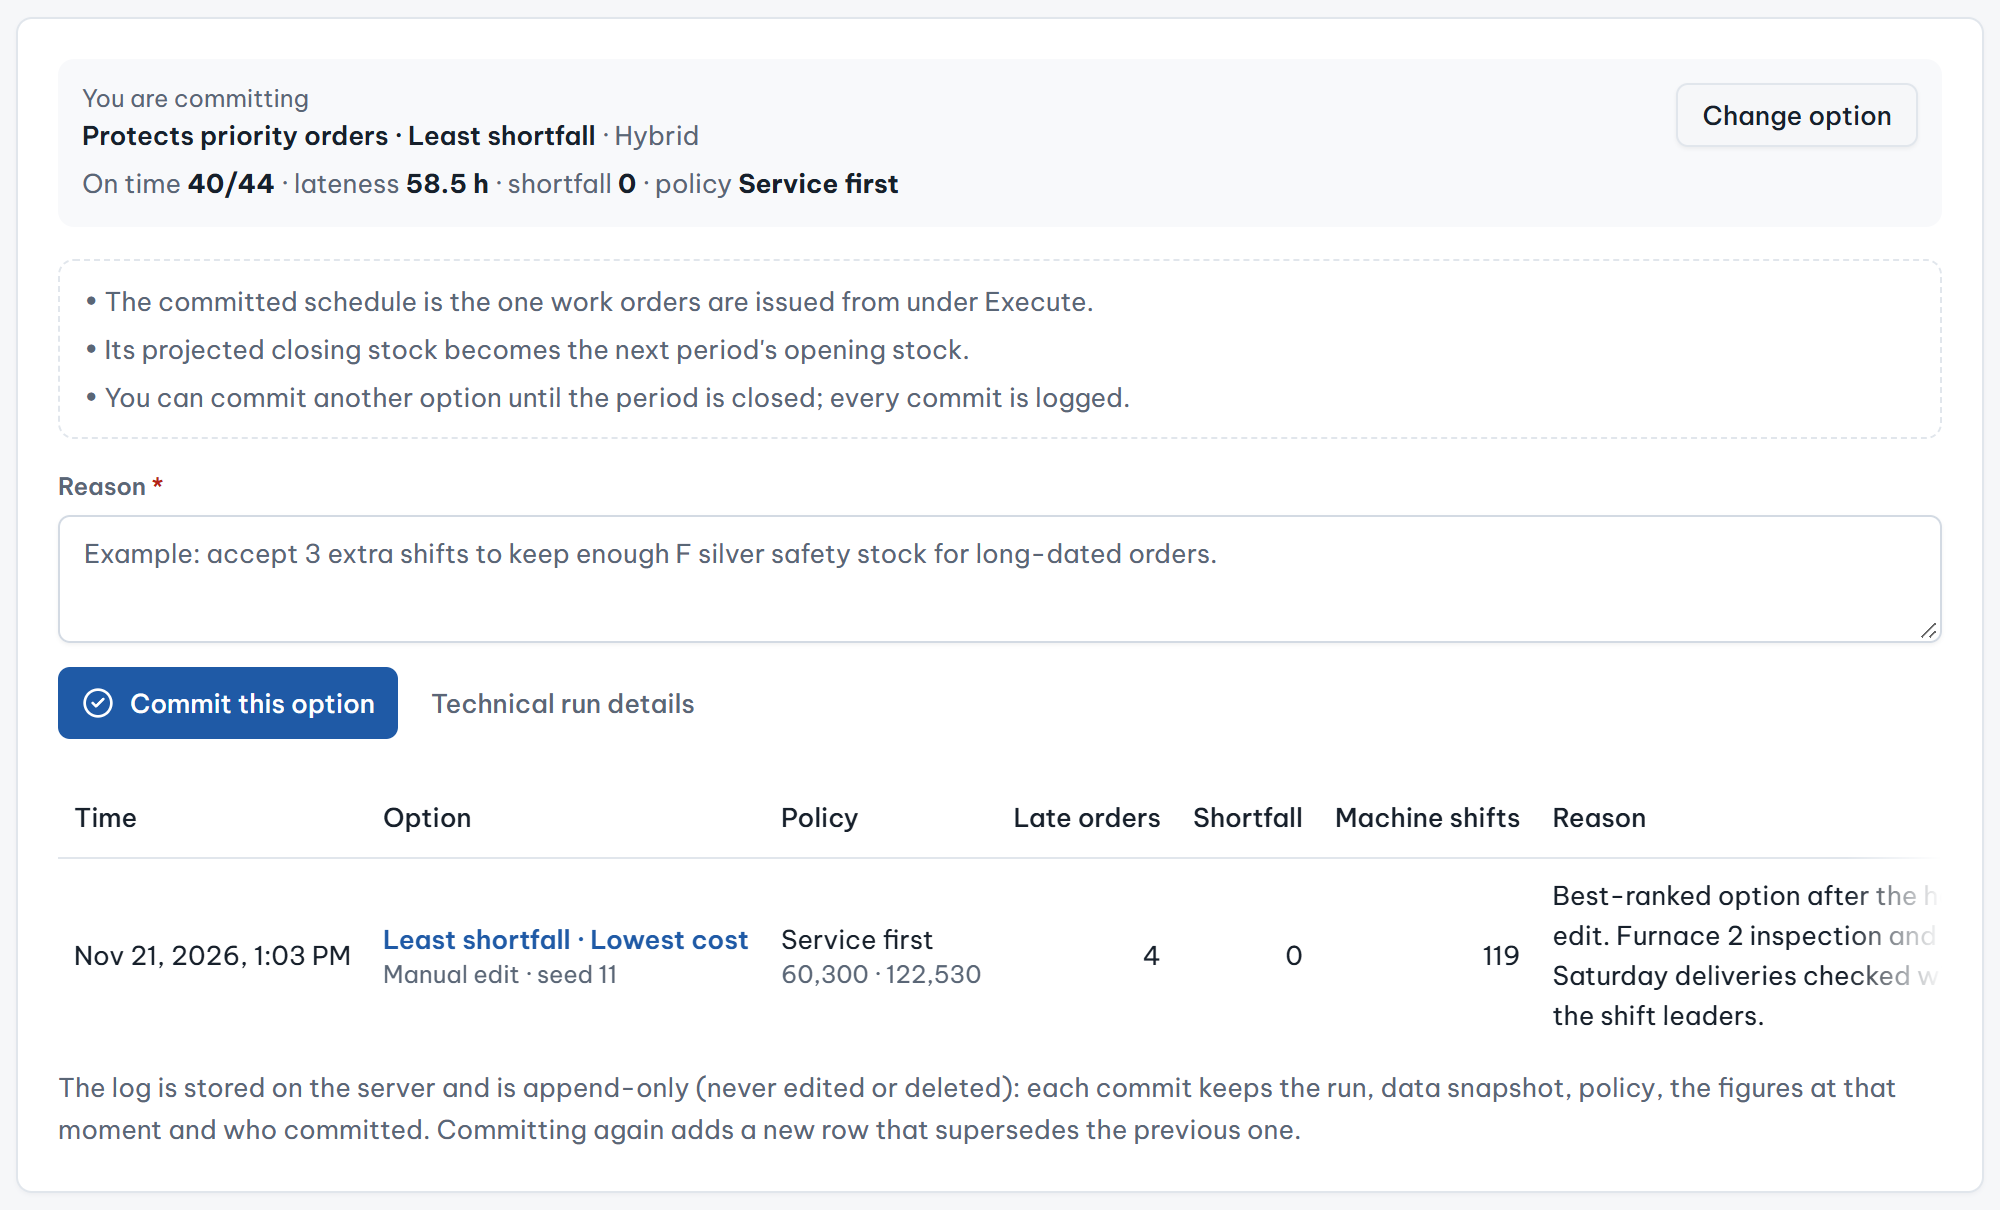 You are committing
Change option
Protects priority orders · Least shortfall · Hybrid
On time 40/44 · lateness 58.5 h · shortfall 0 · policy Service first
• The committed schedule is the one work orders are issued from under Execute.
• Its projected closing stock becomes the next period's opening stock.
• You can commit another option until the period is closed; every commit is logged.
Reason *
Example: accept 3 extra shifts to keep enough F silver safety stock for long-dated orders.
Commit this option Technical run details
Time Option Policy Late orders Shortfall Machine shifts Reason
Nov 21, 2026, 1:03 PM
Least shortfall · Lowest cost
Manual edit · seed 11
Service first
60,300 · 122,530
4
0
119
Best-ranked option after the
edit. Furnace 2 inspection and
Saturday deliveries checked
the shift leaders.
The log is stored on the server and is append-only (never edited or deleted): each commit keeps the run, data snapshot, policy, the figures at that
moment and who committed. Committing again adds a new row that supersedes the previous one.